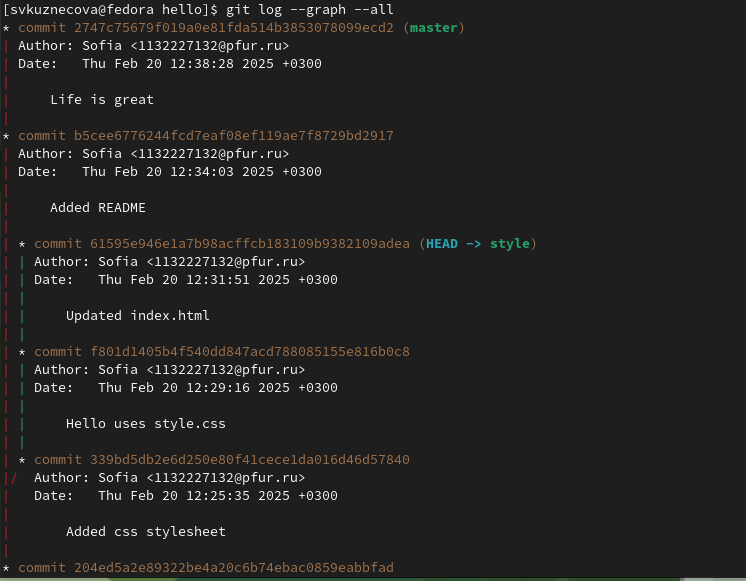 [svkuznecova@fedora hello]$ git log --graph --all
* commit 2747c75679f019a0e81fda514b3853078099ecd2 (master)
| Author: Sofia <1132227132@pfur.ru>
| Date:   Thu Feb 20 12:38:28 2025 +0300
|
|     Life is great
|
* commit b5cee6776244fcd7eaf08ef119ae7f8729bd2917
| Author: Sofia <1132227132@pfur.ru>
| Date:   Thu Feb 20 12:34:03 2025 +0300
|
|     Added README
|
| * commit 61595e946e1a7b98acffcb183109b9382109adea (HEAD -> style)
| | Author: Sofia <1132227132@pfur.ru>
| | Date:   Thu Feb 20 12:31:51 2025 +0300
| |
| |     Updated index.html
| |
| * commit f801d1405b4f540dd847acd788085155e816b0c8
| | Author: Sofia <1132227132@pfur.ru>
| | Date:   Thu Feb 20 12:29:16 2025 +0300
| |
| |     Hello uses style.css
| |
| * commit 339bd5db2e6d250e80f41cece1da016d46d57840
|/  Author: Sofia <1132227132@pfur.ru>
|   Date:   Thu Feb 20 12:25:35 2025 +0300
|
|       Added css stylesheet
|
* commit 204ed5a2e89322be4a20c6b74ebac0859eabbfad